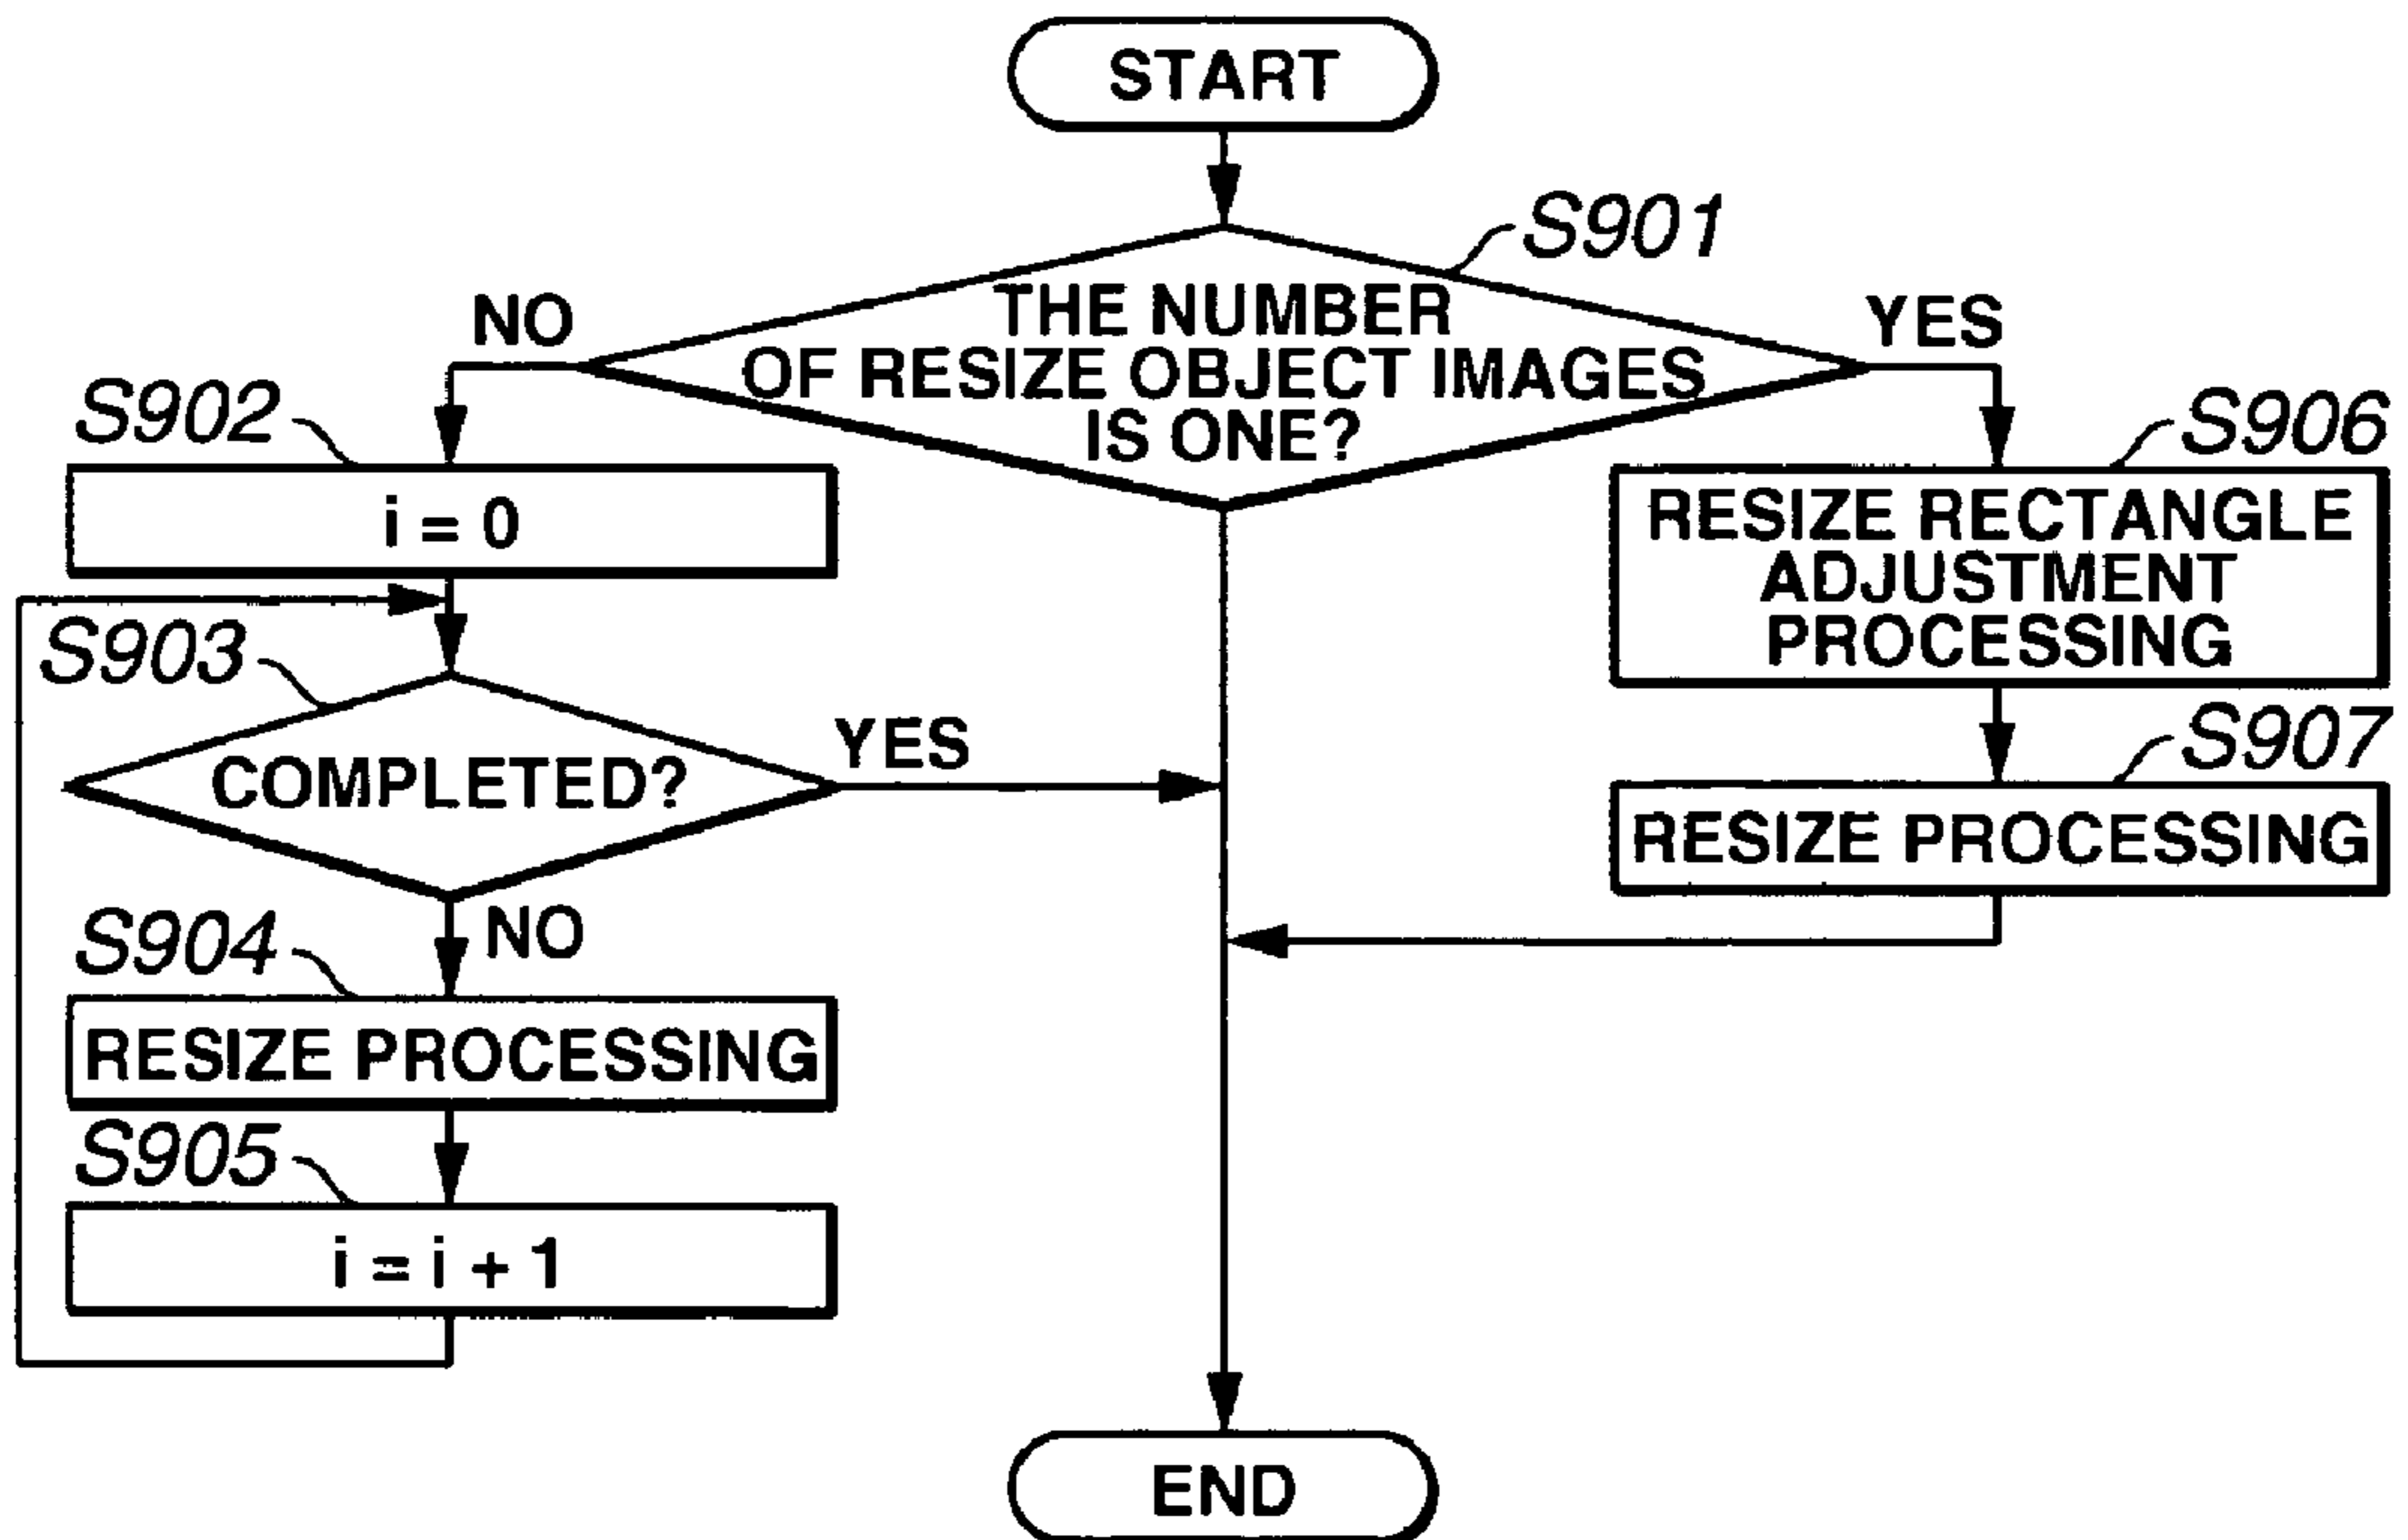 START
S901
THE NUMBER
OF RESIZE OBJECT IMAGES
IS ONE?
NO
YES
S902
i = 0
S906
RESIZE RECTANGLE
ADJUSTMENT
PROCESSING
S903
COMPLETED?
YES
NO
S907
RESIZE PROCESSING
S904
RESIZE PROCESSING
S905
i = i + 1
END